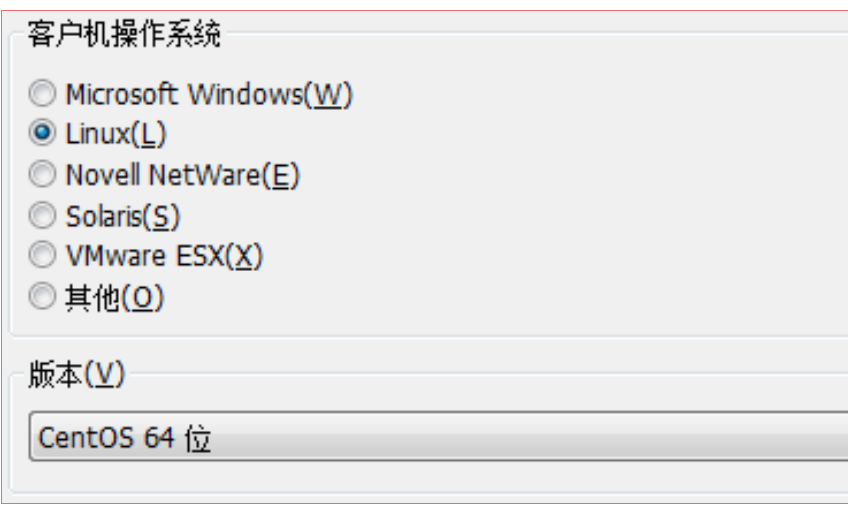 客户机操作系统
Microsoft Windows(W)
Linux(L)
Novell NetWare(E)
Solaris(S)
VMware ESX(X)
其他(O)
版本(V)
CentOS 64 位